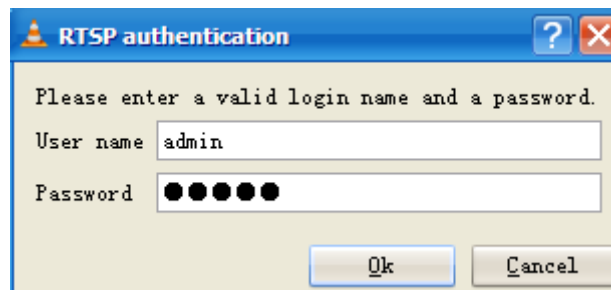 RTSP authentication
Please enter a valid login name and a password.
User name admin
Password ●●●●●
Ok Cancel